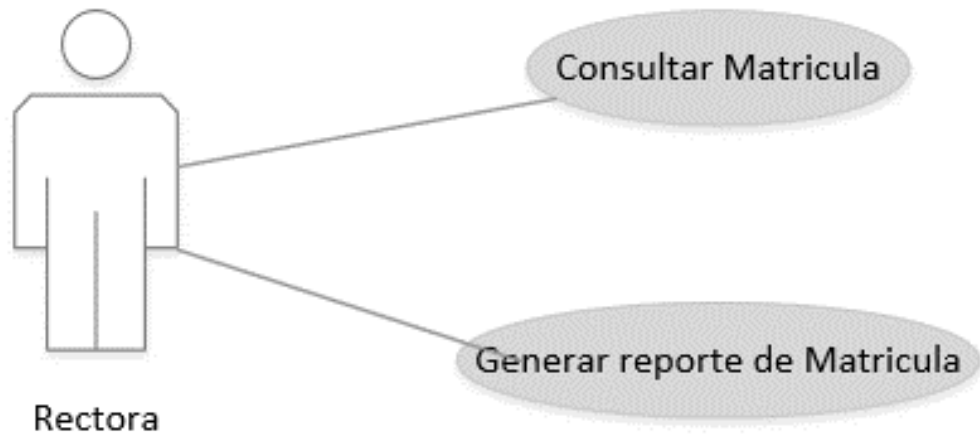 Consultar Matricula
Generar reporte de Matricula
Rectora